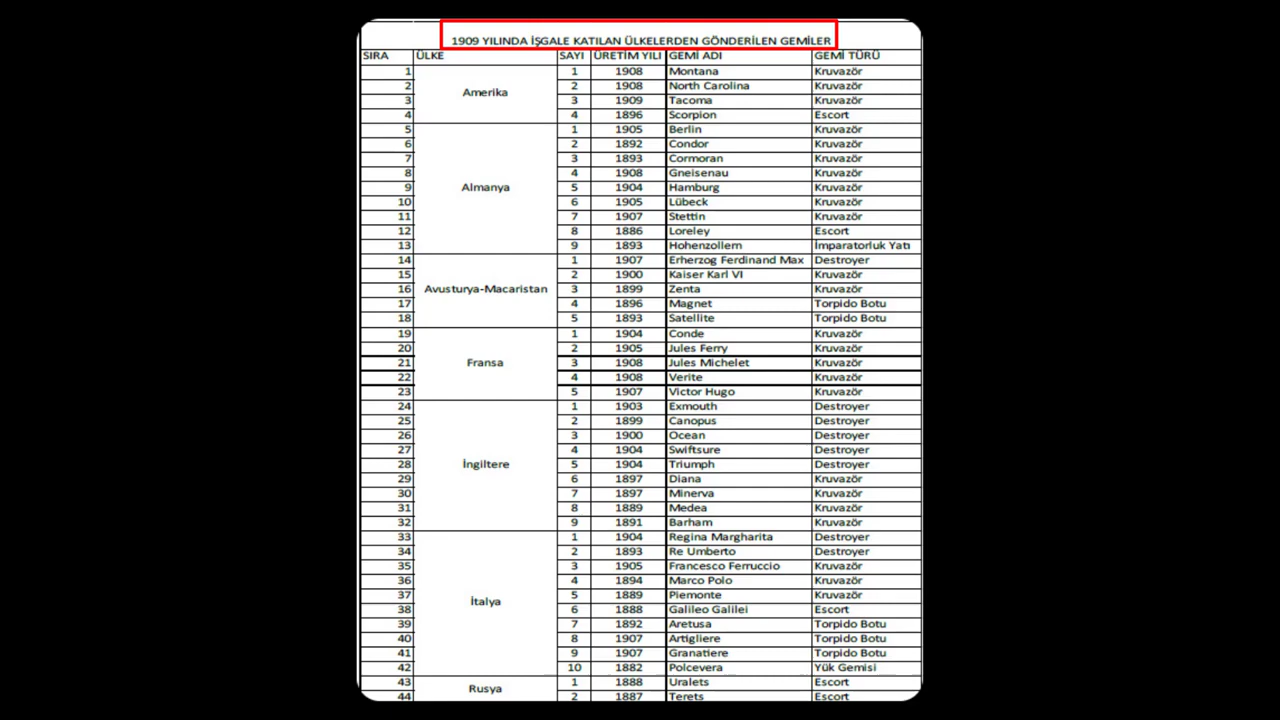 1909 YILINDA İŞGALE KATILAN ÜLKELERDEN GÖNDERİLEN GEMİLER
SIRA ÜLKE SAYI ÜRETİM YILI GEMİ ADI GEMİ TÜRÜ
1 Amerika 1 1908 Montana Kruvazör
2 2 1908 North Carolina Kruvazör
3 3 1909 Tacoma Kruvazör
4 4 1896 Scorpion Escort
5 Almanya 1 1905 Berlin Kruvazör
6 2 1892 Condor Kruvazör
7 3 1893 Cormoran Kruvazör
8 4 1908 Gneisenau Kruvazör
9 5 1904 Hamburg Kruvazör
10 6 1905 Lübeck Kruvazör
11 7 1907 Stettin Kruvazör
12 8 1886 Loreley Escort
13 9 1893 Hohenzollem İmparatorluk Yatı
14 Avusturya-Macaristan 1 1907 Erherzog Ferdinand Max Destroyer
15 2 1900 Kaiser Karl VI Kruvazör
16 3 1899 Zenta Kruvazör
17 4 1896 Magnet Torpido Botu
18 5 1893 Satellite Torpido Botu
19 Fransa 1 1904 Conde Kruvazör
20 2 1905 Jules Ferry Kruvazör
21 3 1908 Jules Michelet Kruvazör
22 4 1908 Verite Kruvazör
23 5 1907 Victor Hugo Kruvazör
24 İngiltere 1 1903 Exmouth Destroyer
25 2 1899 Canopus Destroyer
26 3 1900 Ocean Destroyer
27 4 1904 Swiftsure Destroyer
28 5 1904 Triumph Destroyer
29 6 1897 Diana Kruvazör
30 7 1897 Minerva Kruvazör
31 8 1889 Medea Kruvazör
32 9 1891 Barham Kruvazör
33 İtalya 1 1904 Regina Margharita Destroyer
34 2 1893 Re Umberto Destroyer
35 3 1905 Francesco Ferruccio Kruvazör
36 4 1894 Marco Polo Kruvazör
37 5 1889 Piemonte Kruvazör
38 6 1888 Galileo Galilei Escort
39 7 1892 Aretusa Torpido Botu
40 8 1907 Artigliere Torpido Botu
41 9 1907 Granatiere Torpido Botu
42 10 1882 Polcevera Yük Gemisi
43 Rusya 1 1888 Uralets Escort
44 2 1887 Terets Escort